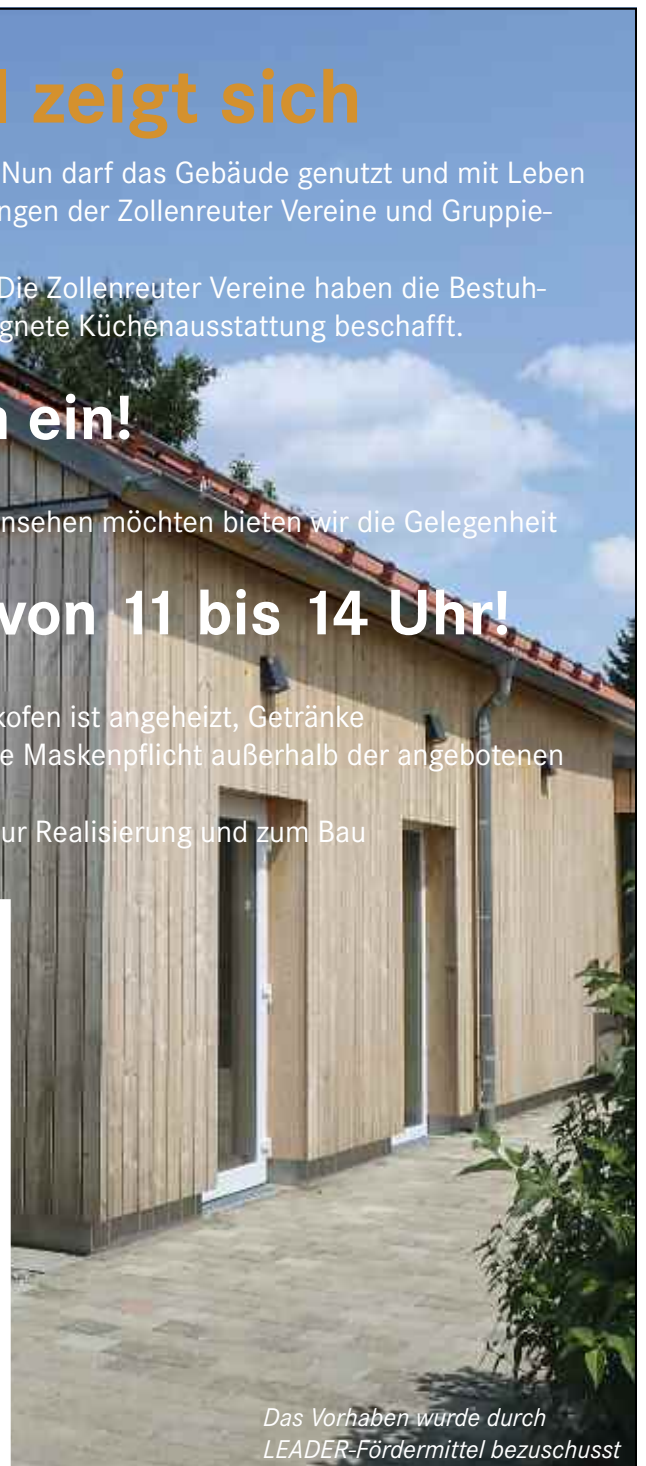 zeigt sich
Nun darf das Gebäude genutzt und mit Leben
ngen der Zollenreuter Vereine und Gruppie-
Die Zollenreuter Vereine haben die Bestuh-
gnete Küchenausstattung beschafft.
ein!
nsehen möchten bieten wir die Gelegenheit
von 11 bis 14 Uhr!
kofen ist angeheizt, Getränke
e Maskenpflicht außerhalb der angebotenen
ur Realisierung und zum Bau
Das Vorhaben wurde durch
LEADER-Fördermittel bezuschusst